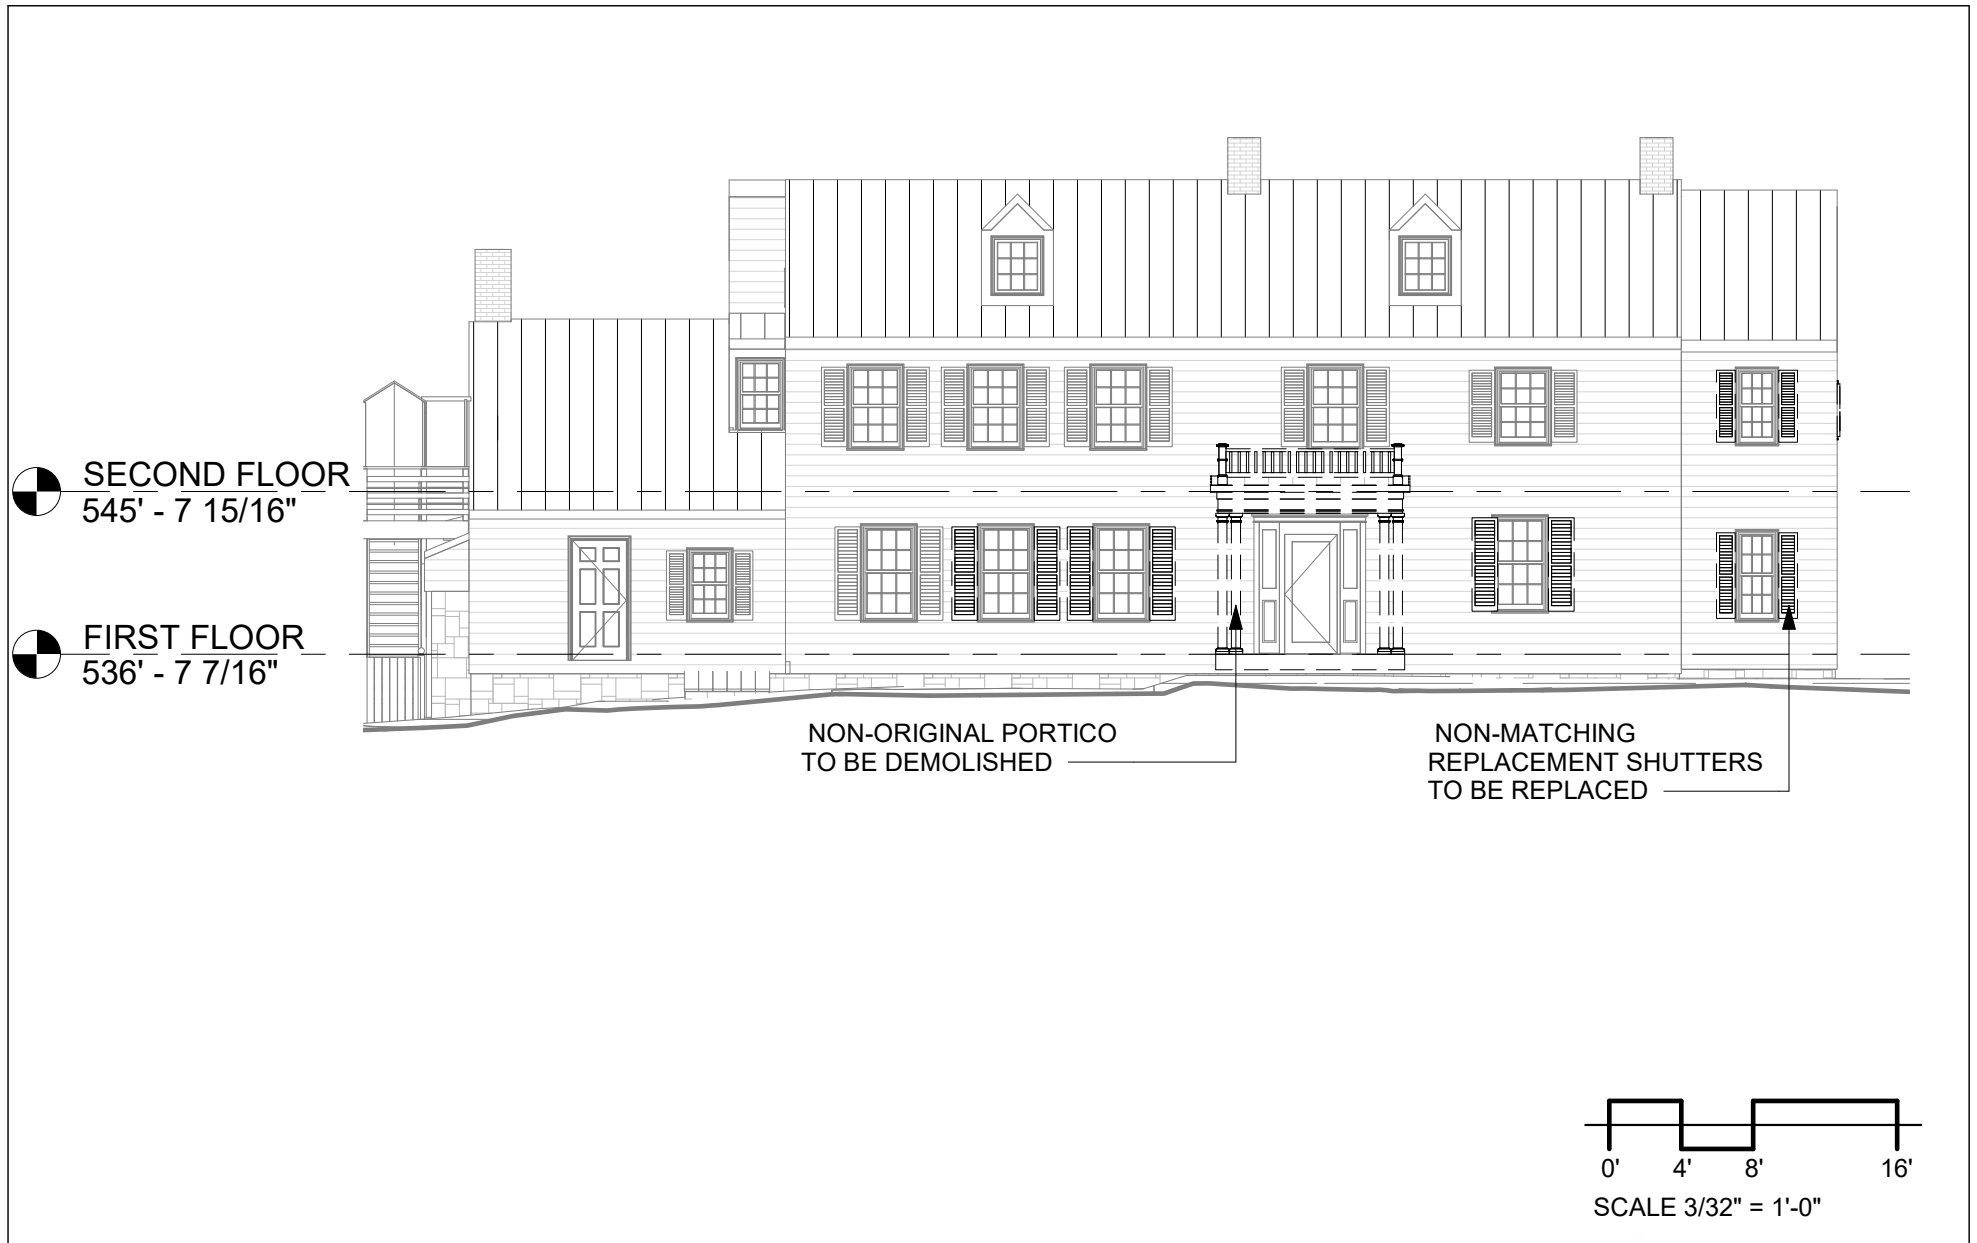 SECOND FLOOR
545' - 7 15/16"
FIRST FLOOR
536' - 7 7/16"
NON-ORIGINAL PORTICO
TO BE DEMOLISHED
NON-MATCHING
REPLACEMENT SHUTTERS
TO BE REPLACED
0' 4' 8' 16'
SCALE 3/32" = 1'-0"